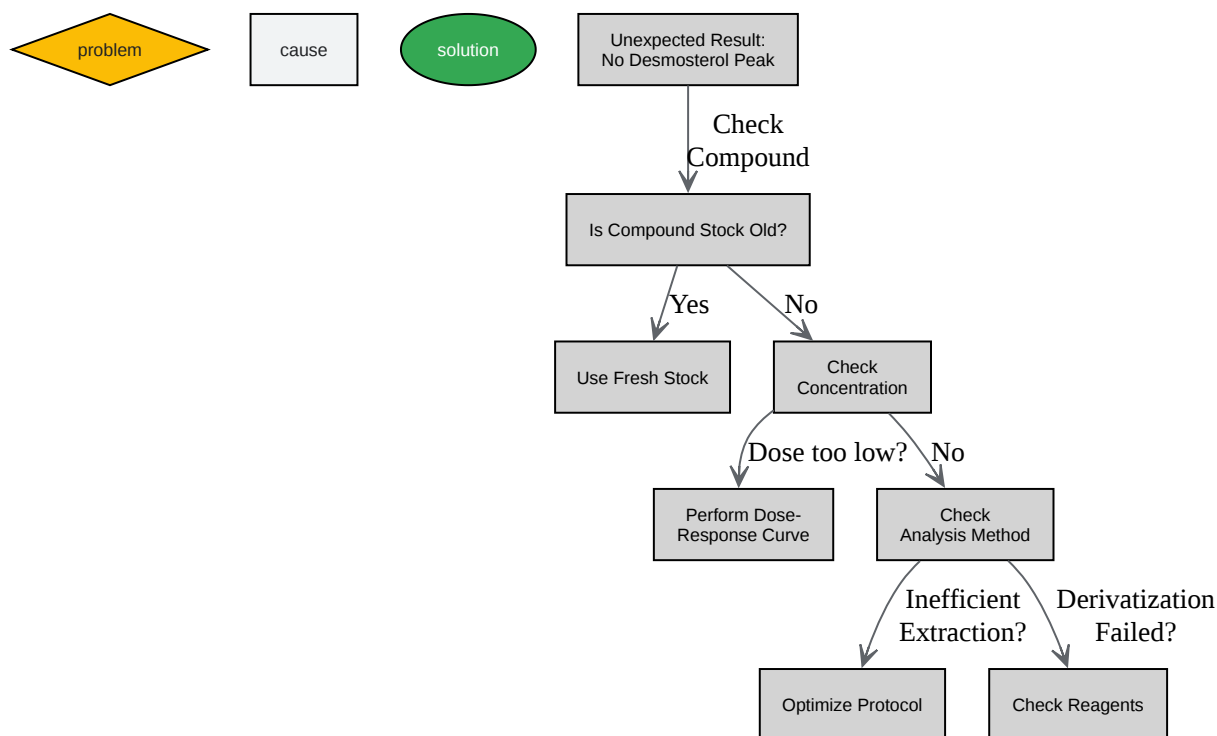 problem
cause
solution
Unexpected Result:
No Desmosterol Peak
Check
Compound
Is Compound Stock Old?
Yes
No
Use Fresh Stock
Check
Concentration
Dose too low?
No
Perform Dose-
Response Curve
Check
Analysis Method
Inefficient
Extraction?
Derivatization
Failed?
Optimize Protocol
Check Reagents